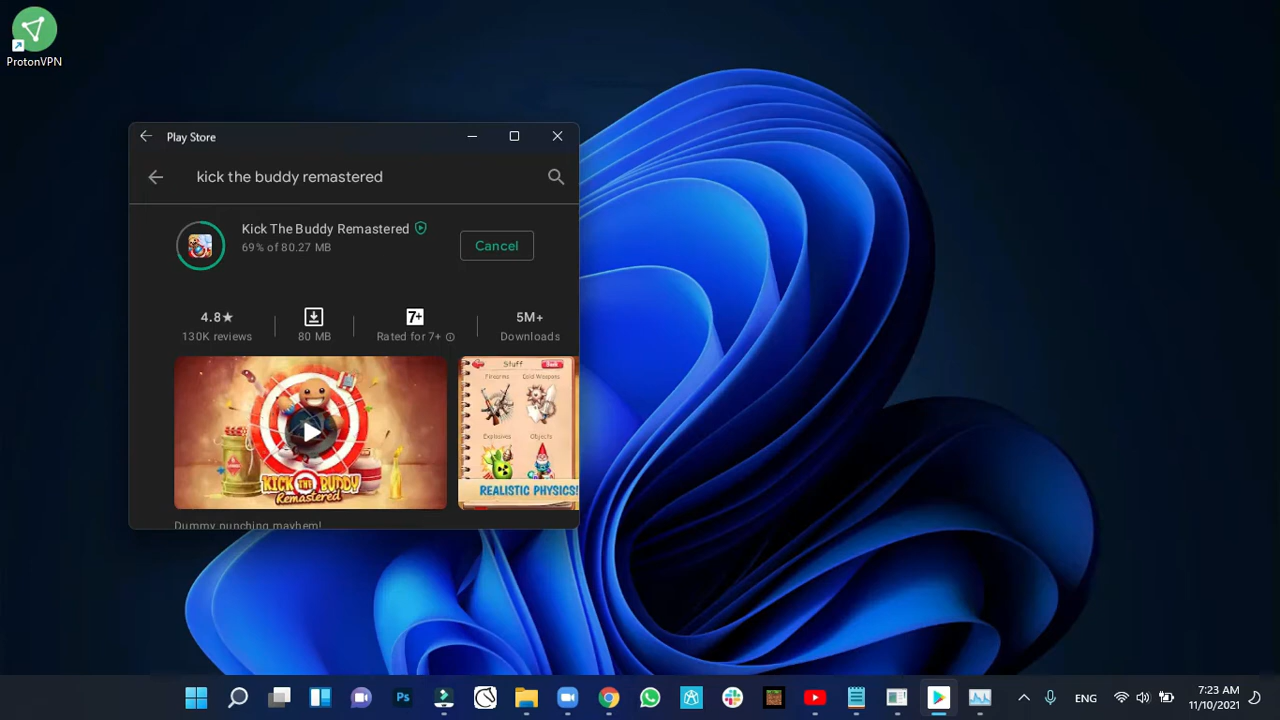 ProtonVPN
Play Store
kick the buddy remastered
Kick The Buddy Remastered
69% of 80.27 MB
Cancel
4.8★
130K reviews
80 MB
7+
Rated for 7+
5M+
Downloads
KICK THE BUDDY
Remastered
Stuff
Firearms
Cold Weapons
Explosives
Objects
REALISTIC PHYSICS!
Dummy punching mayhem!
Ps
ENG
7:23 AM
11/10/2021